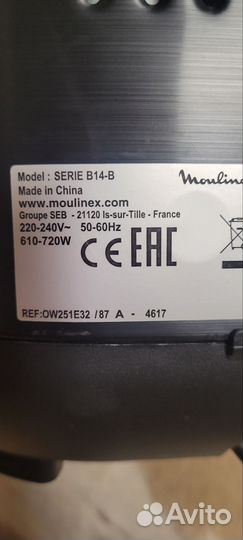 Model : SERIE B14-B
Moulinex
Made in China
www.moulinex.com
Groupe SEB - 21120 Is-sur-Tille - France
220-240V~ 50-60Hz
610-720W
CE EAC
REF:OW251E32 / 87 A - 4617
Avito